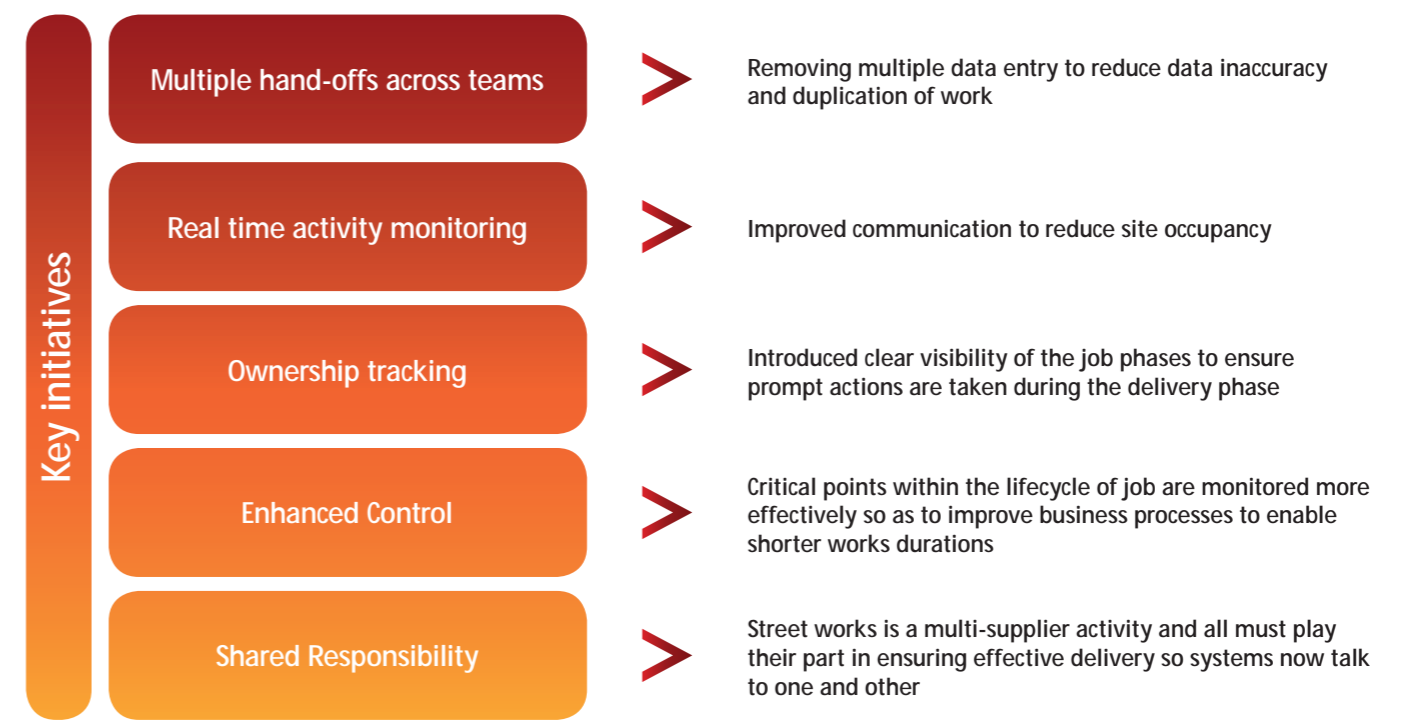 Key initiatives
Multiple hand-offs across teams
Removing multiple data entry to reduce data inaccuracy
and duplication of work
Real time activity monitoring
Improved communication to reduce site occupancy
Ownership tracking
Introduced clear visibility of the job phases to ensure
prompt actions are taken during the delivery phase
Enhanced Control
Critical points within the lifecycle of job are monitored more
effectively so as to improve business processes to enable
shorter works durations
Shared Responsibility
Street works is a multi-supplier activity and all must play
their part in ensuring effective delivery so systems now talk
to one and other